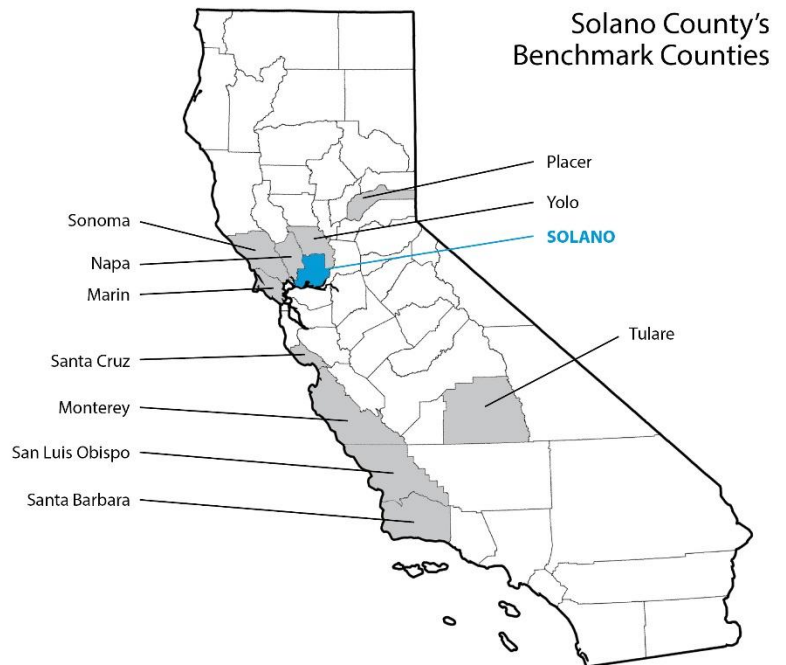 Solano County's
Benchmark Counties
Placer
Yolo
SOLANO
Sonoma
Napa
Marin
Tulare
Santa Cruz
Monterey
San Luis Obispo
Santa Barbara